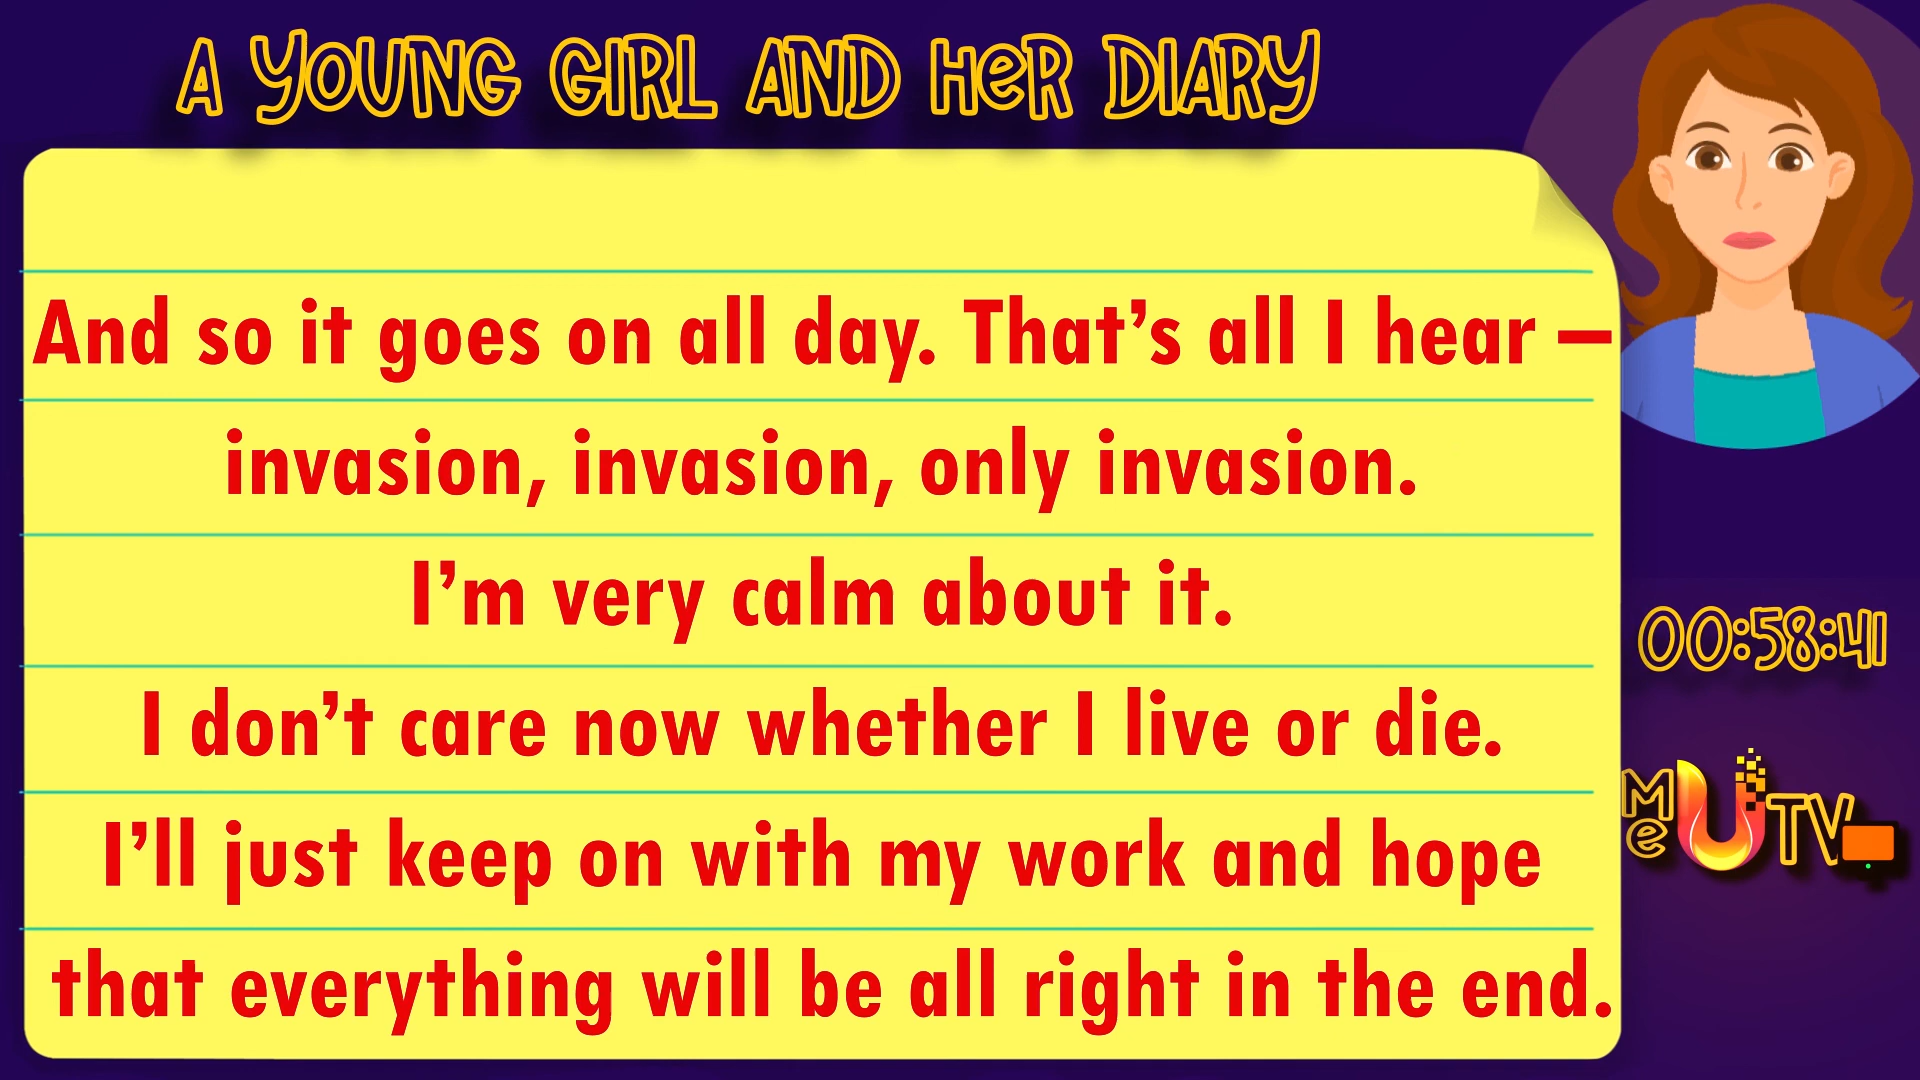 A YOUNG GIRL AND HeR DIARY
And so it goes on all day. That’s all I hear –
invasion, invasion, only invasion.
I’m very calm about it.
I don’t care now whether I live or die.
I’ll just keep on with my work and hope
that everything will be all right in the end.
00:58:41
Me U TV